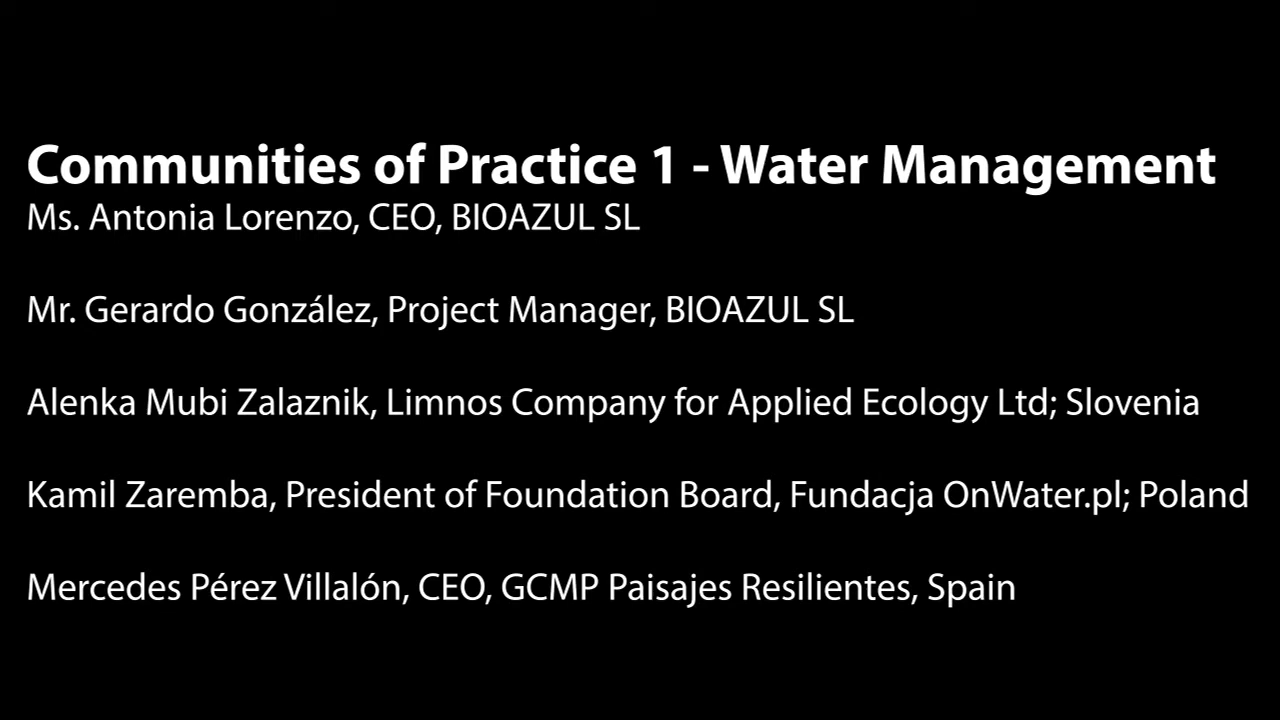 Communities of Practice 1 - Water Management
Ms. Antonia Lorenzo, CEO, BIOAZUL SL
Mr. Gerardo González, Project Manager, BIOAZUL SL
Alenka Mubi Zalaznik, Limnos Company for Applied Ecology Ltd; Slovenia
Kamil Zaremba, President of Foundation Board, Fundacja OnWater.pl; Poland
Mercedes Pérez Villalón, CEO, GCMP Paisajes Resilientes, Spain